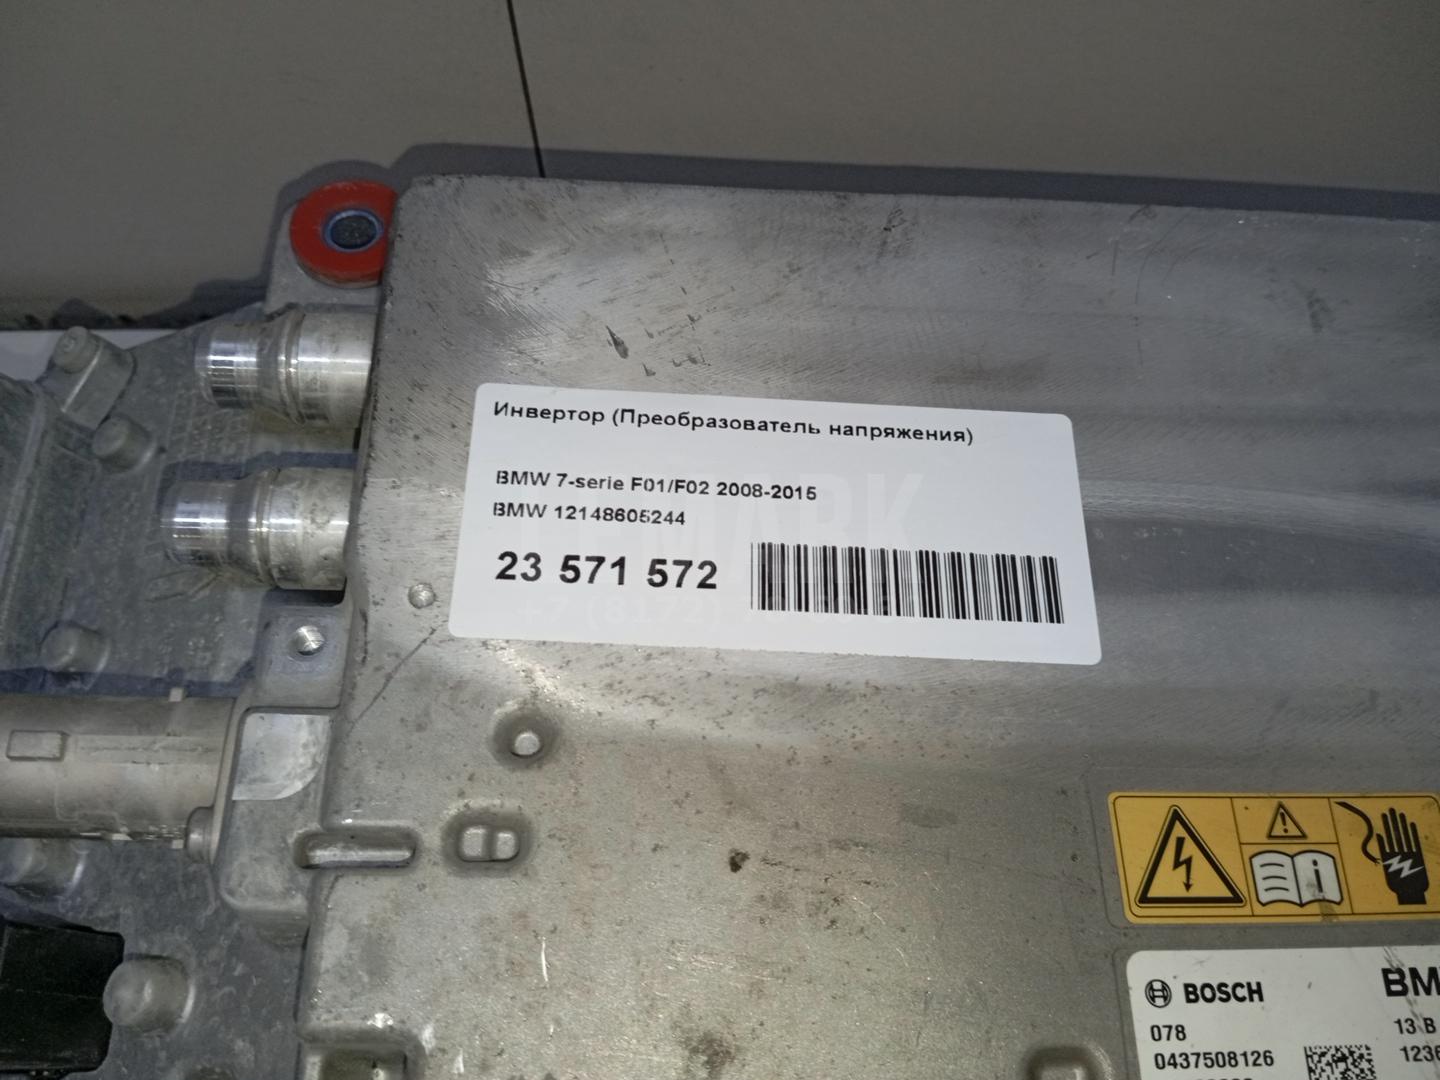 Инвертор (Преобразователь напряжения)
BMW 7-serie F01/F02 2008-2015
BMW 12148605244
23 571 572
LEMARK
BOSCH
078
0437508126
BM
13 B
1236